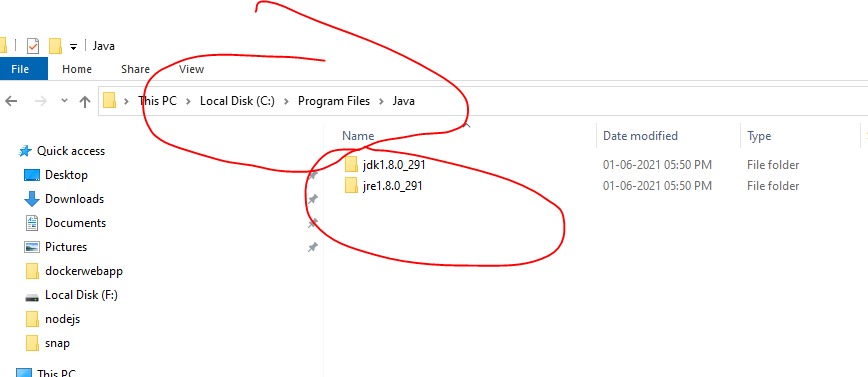 Java
File Home Share View
This PC Local Disk (C:) Program Files Java
Name Date modified Type
Quick access
jdk1.8.0_291 01-06-2021 05:50 PM File folder
Desktop
jre1.8.0_291 01-06-2021 05:50 PM File folder
Downloads
Documents
Pictures
dockerwebapp
Local Disk (F:)
nodejs
snap
This PC